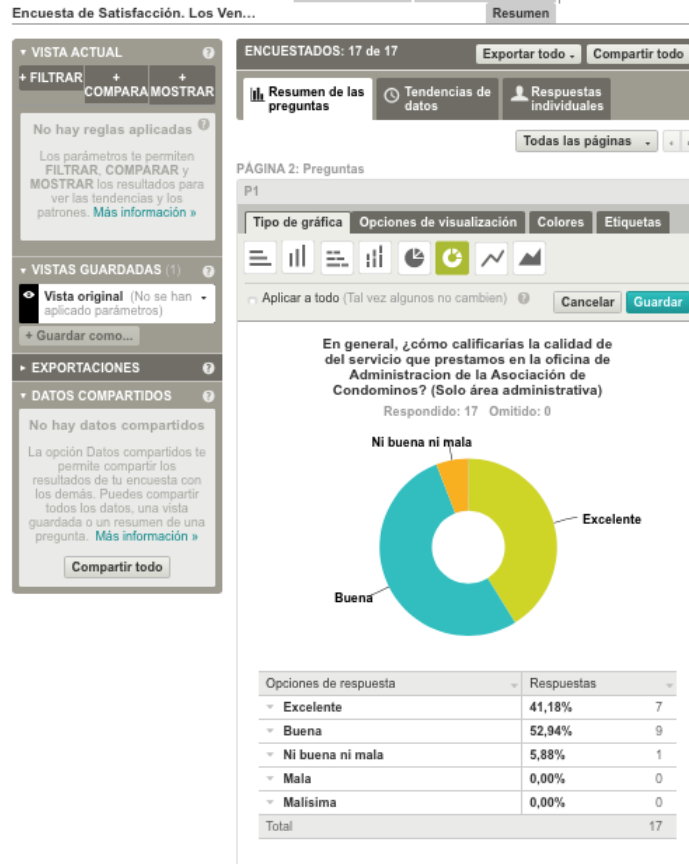 Encuesta de Satisfacción. Los Ven...
Resumen
▾ VISTA ACTUAL
+ FILTRAR
+ COMPARA
+ MOSTRAR
No hay reglas aplicadas
Los parámetros te permiten
FILTRAR, COMPARAR y
MOSTRAR los resultados para
ver las tendencias y los
patrones. Más información »
▾ VISTAS GUARDADAS (1)
Vista original (No se han
aplicado parámetros)
+ Guardar como...
▸ EXPORTACIONES
▾ DATOS COMPARTIDOS
No hay datos compartidos
La opción Datos compartidos te
permite compartir los
resultados de tu encuesta con
los demás. Puedes compartir
todos los datos, una vista
guardada o un resumen de una
pregunta. Más información »
Compartir todo
ENCUESTADOS: 17 de 17
Exportar todo
Compartir todo
Resumen de las
preguntas
Tendencias de
datos
Respuestas
individuales
Todas las páginas
PÁGINA 2: Preguntas
P1
Tipo de gráfica
Opciones de visualización
Colores
Etiquetas
Aplicar a todo (Tal vez algunos no cambien)
Cancelar
Guardar
En general, ¿cómo calificarías la calidad de
del servicio que prestamos en la oficina de
Administracion de la Asociación de
Condominos? (Solo área administrativa)
Respondido: 17 Omitido: 0
Ni buena ni mala
Excelente
Buena
Opciones de respuesta Respuestas
Excelente 41,18% 7
Buena 52,94% 9
Ni buena ni mala 5,88% 1
Mala 0,00% 0
Malísima 0,00% 0
Total 17